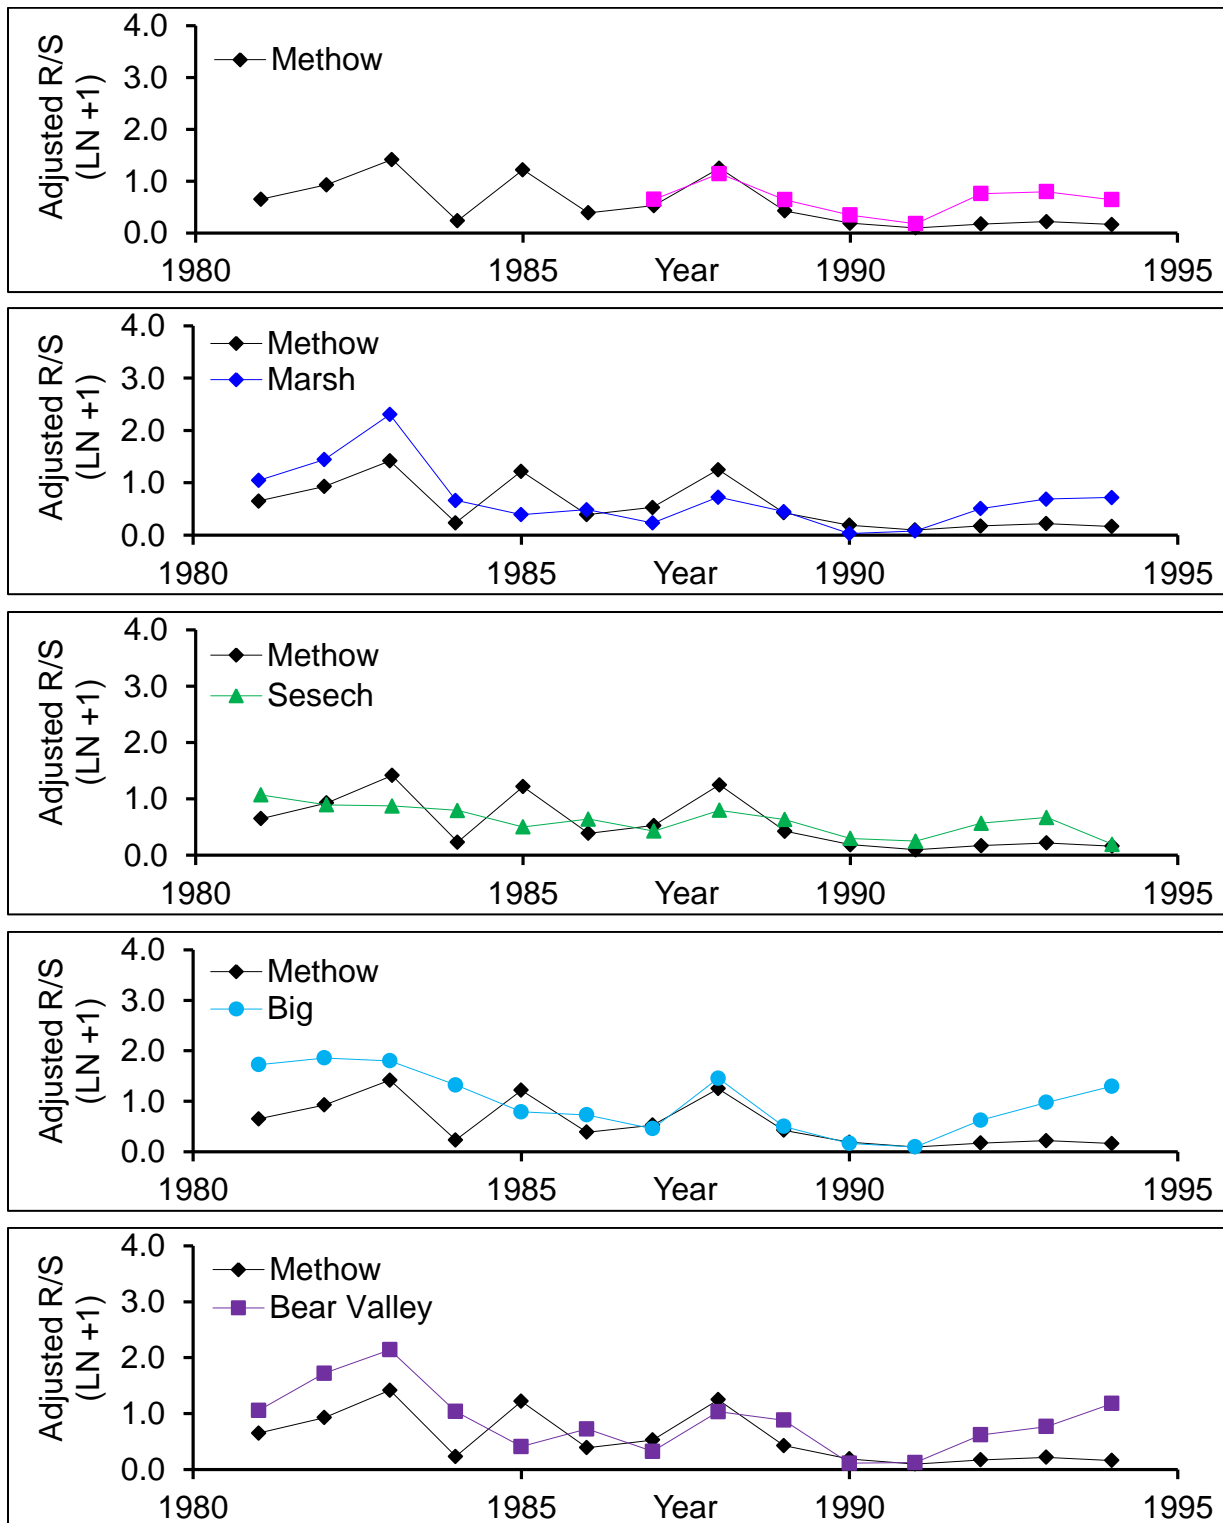 Adjusted R/S
(LN +1)
4.0
3.0
2.0
1.0
0.0
Methow
1980
1985
Year
1990
1995
Adjusted R/S
(LN +1)
4.0
3.0
2.0
1.0
0.0
Methow
Marsh
1980
1985
Year
1990
1995
Adjusted R/S
(LN +1)
4.0
3.0
2.0
1.0
0.0
Methow
Sesech
1980
1985
Year
1990
1995
Adjusted R/S
(LN +1)
4.0
3.0
2.0
1.0
0.0
Methow
Big
1980
1985
Year
1990
1995
Adjusted R/S
(LN +1)
4.0
3.0
2.0
1.0
0.0
Methow
Bear Valley
1980
1985
Year
1990
1995